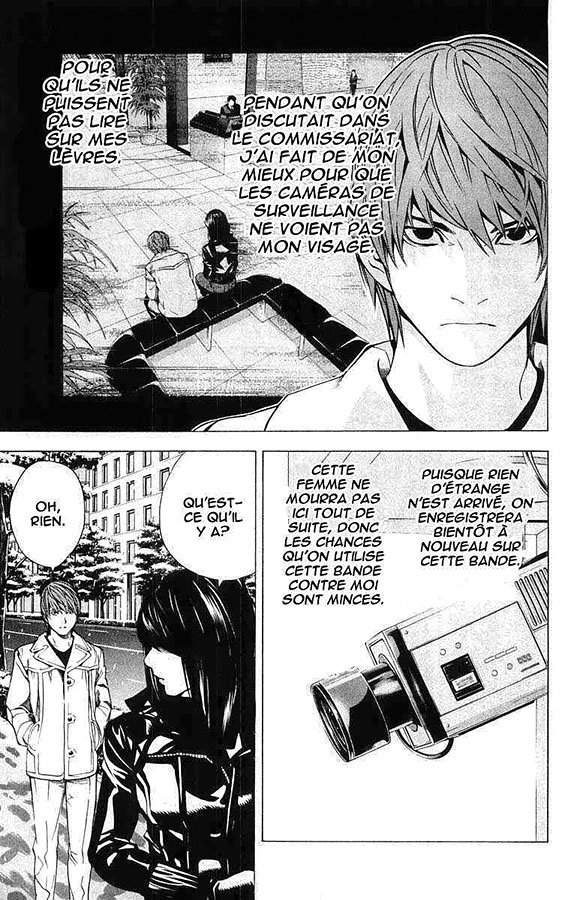 PENDANT QU'ON
DISCUTAIT DANS
LE COMMISSARIAT,
J'AI FAIT DE MON
MIEUX POUR QUE
LES CAMÉRAS DE
SURVEILLANCE
NE VOIENT PAS
MON VISAGE,
POUR
QU'ILS NE
PUISSENT
PAS LIRE
SUR MES
LÈVRES.
PUISQUE RIEN
D'ÉTRANGE
N'EST ARRIVÉ, ON
ENREGISTRERA
BIENTÔT À
NOUVEAU SUR
CETTE BANDE.
CETTE
FEMME NE
MOURRA PAS
ICI TOUT
DE SUITE, DONC
LES CHANCES
QU'ON UTILISE
CETTE BANDE
CONTRE MOI
SONT MINCES.
QU'EST-
CE QU'IL
Y A?
OH,
RIEN.